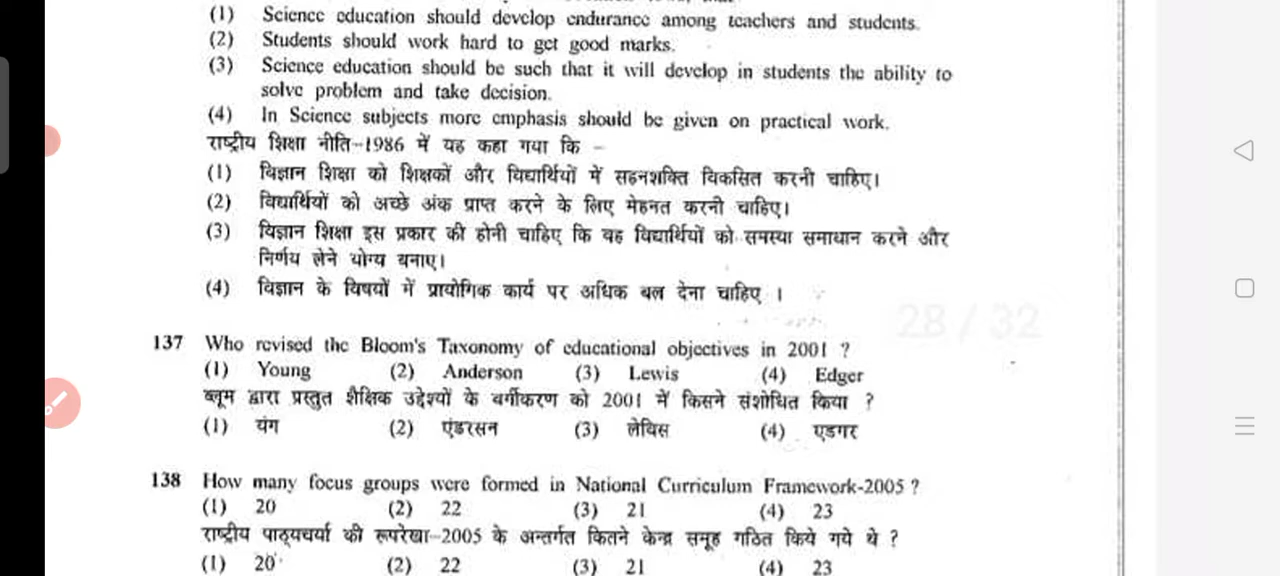 (1) Science education should develop endurance among teachers and students.
(2) Students should work hard to get good marks.
(3) Science education should be such that it will develop in students the ability to
solve problem and take decision.
(4) In Science subjects more emphasis should be given on practical work.
राष्ट्रीय शिक्षा नीति-1986 में यह कहा गया कि –
(1) विज्ञान शिक्षा को शिक्षकों और विद्यार्थियों में सहनशक्ति विकसित करनी चाहिए।
(2) विद्यार्थियों को अच्छे अंक प्राप्त करने के लिए मेहनत करनी चाहिए।
(3) विज्ञान शिक्षा इस प्रकार की होनी चाहिए कि वह विद्यार्थियों को समस्या समाधान करने और
निर्णय लेने योग्य बनाए।
(4) विज्ञान के विषयों में प्रायोगिक कार्य पर अधिक बल देना चाहिए ।
28 / 32
137 Who revised the Bloom's Taxonomy of educational objectives in 2001 ?
(1) Young (2) Anderson (3) Lewis (4) Edger
ब्लूम द्वारा प्रस्तुत शैक्षिक उद्देश्यों के वर्गीकरण को 2001 में किसने संशोधित किया ?
(1) यंग (2) एंडरसन (3) लेविस (4) एडगर
138 How many focus groups were formed in National Curriculum Framework-2005 ?
(1) 20 (2) 22 (3) 21 (4) 23
राष्ट्रीय पाठ्यचर्या की रूपरेखा-2005 के अन्तर्गत कितने केन्द्र समूह गठित किये गये थे ?
(1) 20 (2) 22 (3) 21 (4) 23